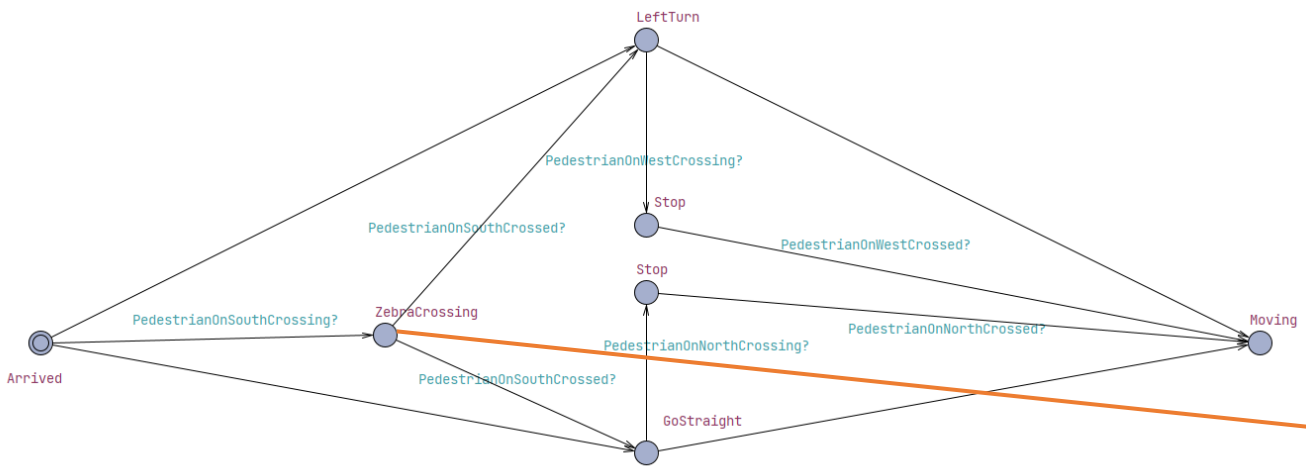 LeftTurn
PedestrianOnWestCrossing?
Stop
PedestrianOnSouthCrossed?
PedestrianOnWestCrossed?
Stop
ZebraCrossing
PedestrianOnSouthCrossing?
Moving
PedestrianOnNorthCrossed?
PedestrianOnNorthCrossing?
Arrived
PedestrianOnSouthCrossed?
GoStraight